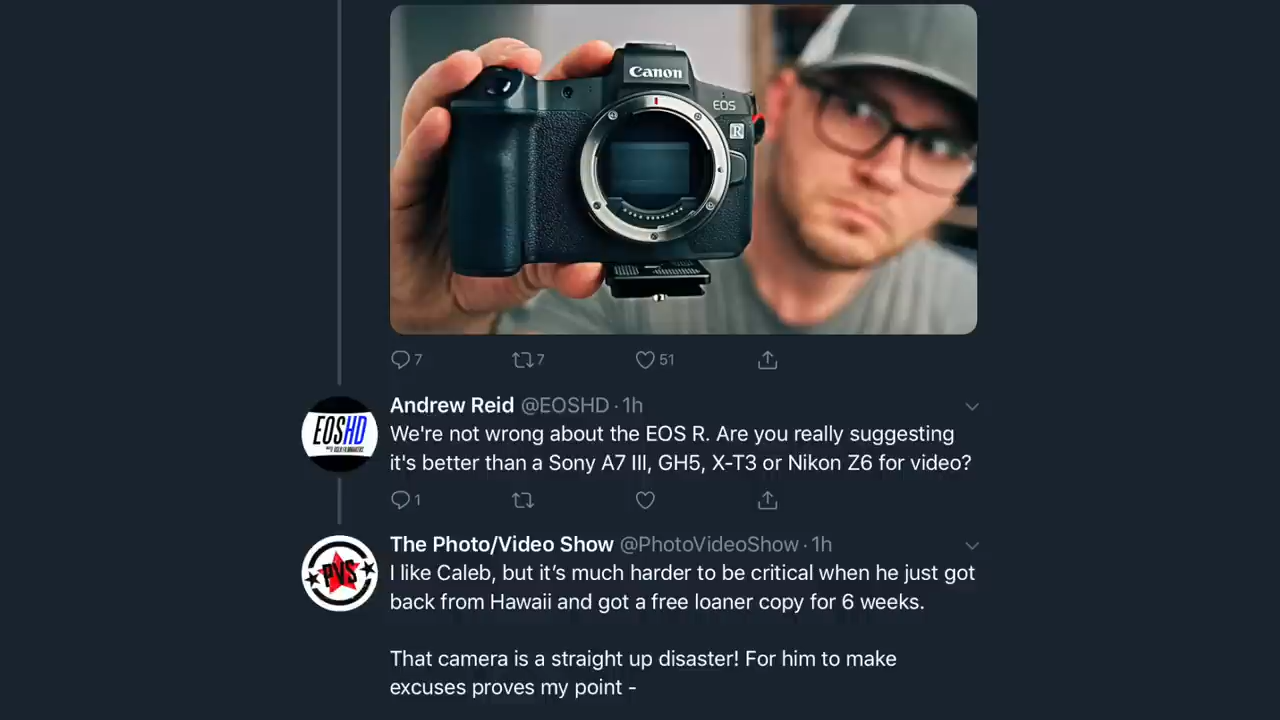 Canon
EOS
R
7
7
51
EOSHD
Andrew Reid @EOSHD · 1h
We're not wrong about the EOS R. Are you really suggesting
it's better than a Sony A7 III, GH5, X-T3 or Nikon Z6 for video?
1
PVS
The Photo/Video Show @PhotoVideoShow · 1h
I like Caleb, but it’s much harder to be critical when he just got
back from Hawaii and got a free loaner copy for 6 weeks.
That camera is a straight up disaster! For him to make
excuses proves my point -